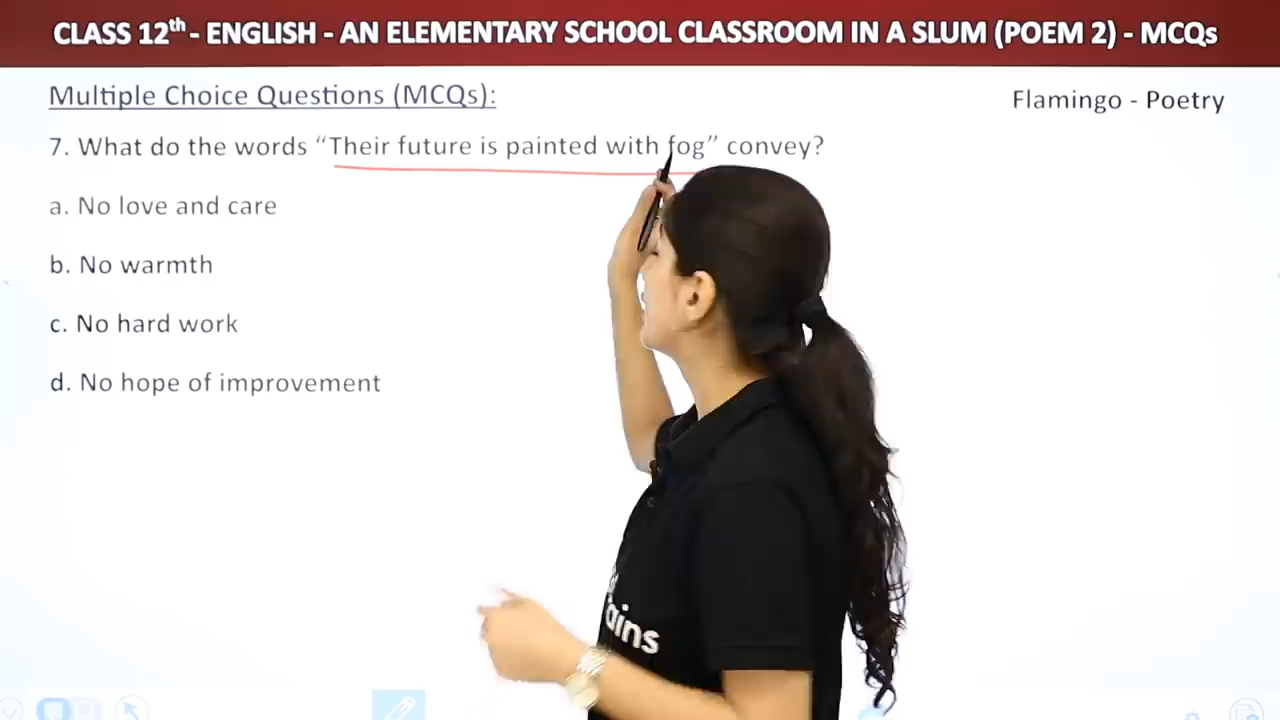 CLASS 12th - ENGLISH - AN ELEMENTARY SCHOOL CLASSROOM IN A SLUM (POEM 2) - MCQs
Multiple Choice Questions (MCQs):
Flamingo - Poetry
7. What do the words “Their future is painted with fog” convey?
a. No love and care
b. No warmth
c. No hard work
d. No hope of improvement